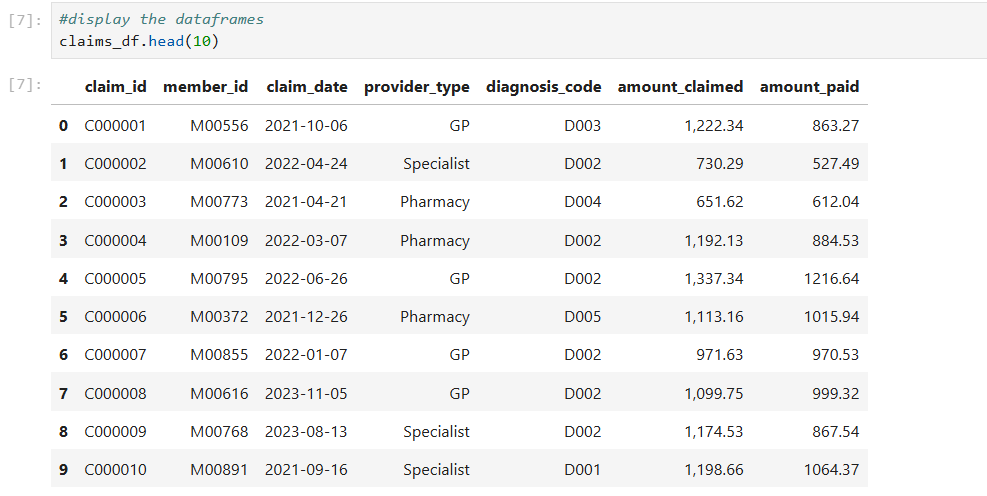 [7]: #display the dataframes
claims_df.head(10)
[7]: claim_id member_id claim_date provider_type diagnosis_code amount_claimed amount_paid
0 C000001 M00556 2021-10-06 GP D003 1,222.34 863.27
1 C000002 M00610 2022-04-24 Specialist D002 730.29 527.49
2 C000003 M00773 2021-04-21 Pharmacy D004 651.62 612.04
3 C000004 M00109 2022-03-07 Pharmacy D002 1,192.13 884.53
4 C000005 M00795 2022-06-26 GP D002 1,337.34 1216.64
5 C000006 M00372 2021-12-26 Pharmacy D005 1,113.16 1015.94
6 C000007 M00855 2022-01-07 GP D002 971.63 970.53
7 C000008 M00616 2023-11-05 GP D002 1,099.75 999.32
8 C000009 M00768 2023-08-13 Specialist D002 1,174.53 867.54
9 C000010 M00891 2021-09-16 Specialist D001 1,198.66 1064.37